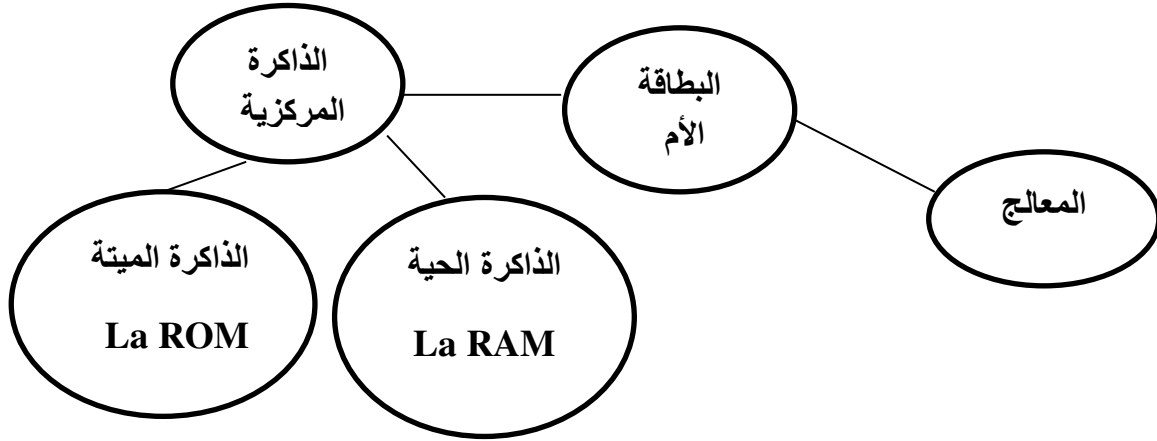 الذاكرة
المركزية
البطاقة
الأم
المعالج
الذاكرة الميتة
La ROM
الذاكرة الحية
La RAM